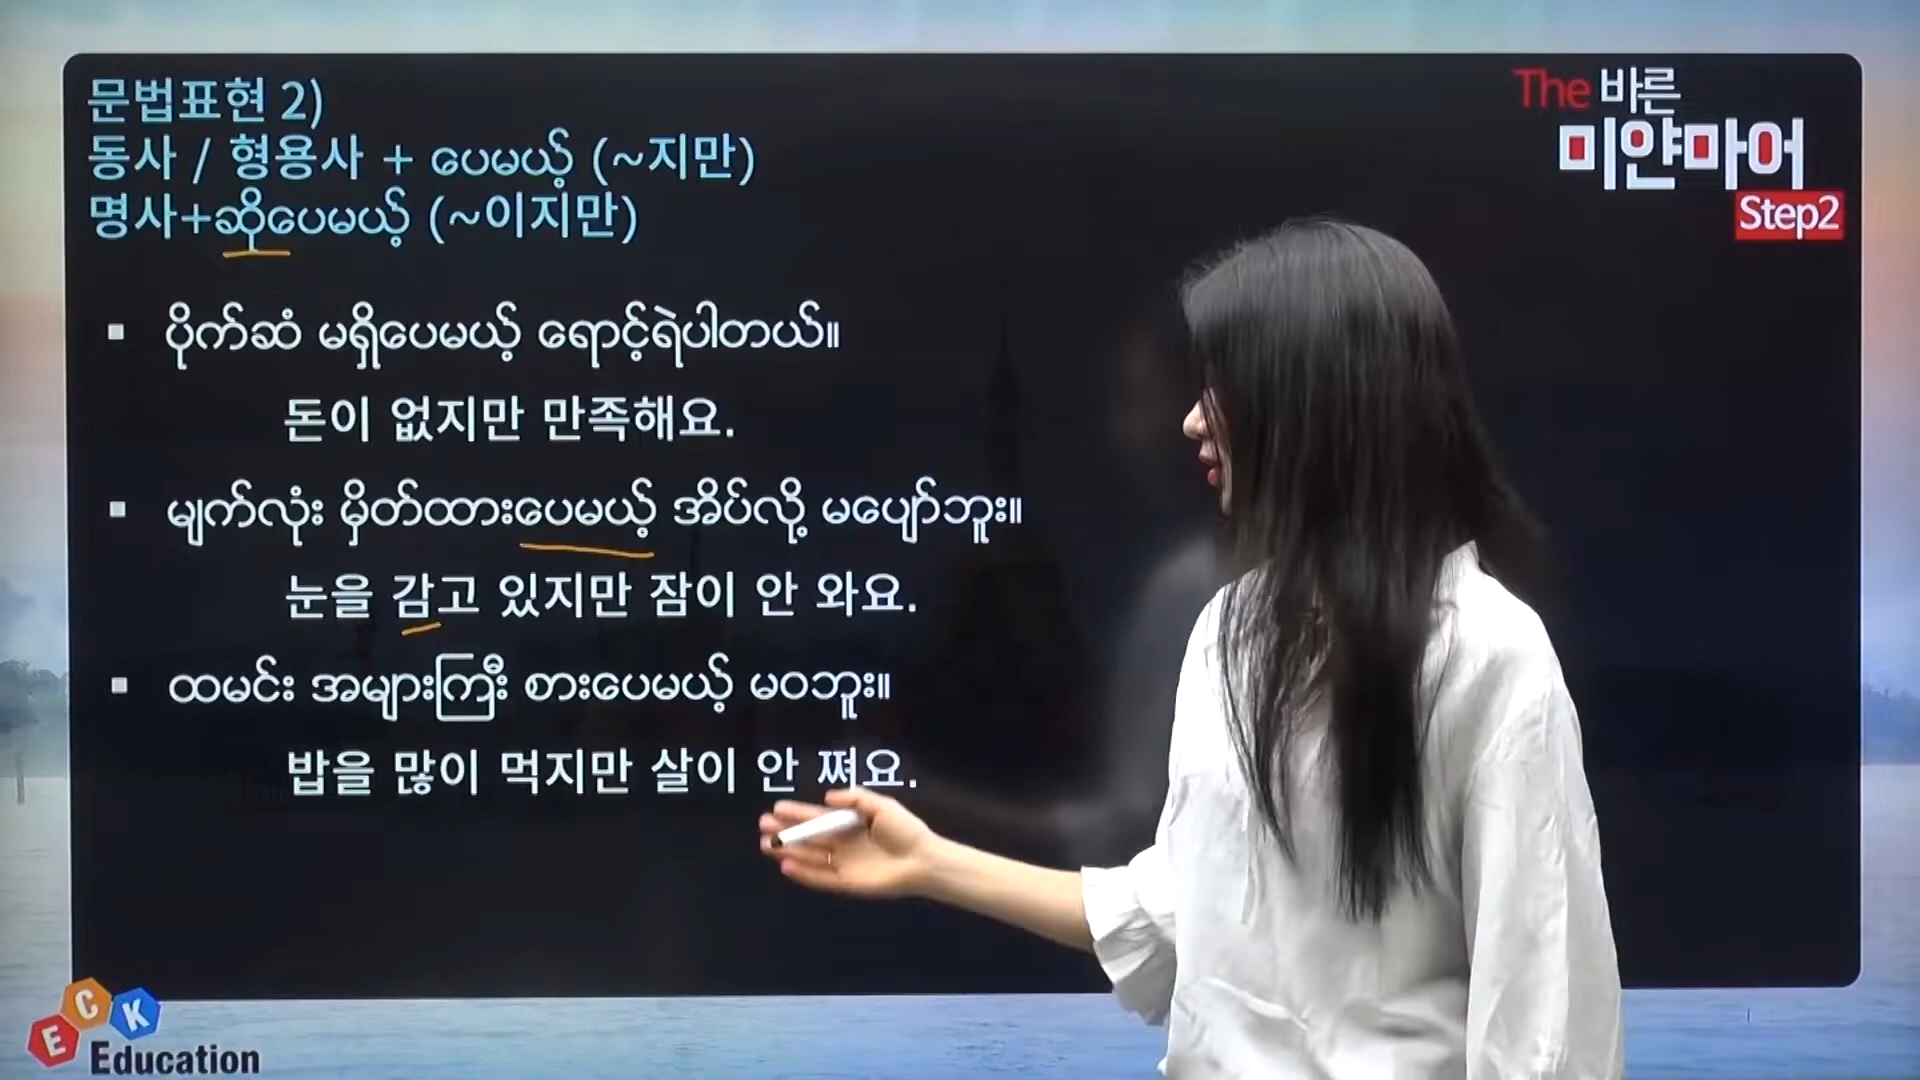 문법표현 2)
동사 / 형용사 + ပေမယ့် (~지만)
명사+ဆိုပေမယ့် (~이지만)
The 바른
미얀마어
Step2
▪ ပိုက်ဆံ မရှိပေမယ့် ရောင့်ရဲပါတယ်။
돈이 없지만 만족해요.
▪ မျက်လုံး မှိတ်ထားပေမယ့် အိပ်လို့ မပျော်ဘူး။
눈을 감고 있지만 잠이 안 와요.
▪ ထမင်း အများကြီး စားပေမယ့် မဝဘူး။
밥을 많이 먹지만 살이 안 쪄요.
ECK
Education